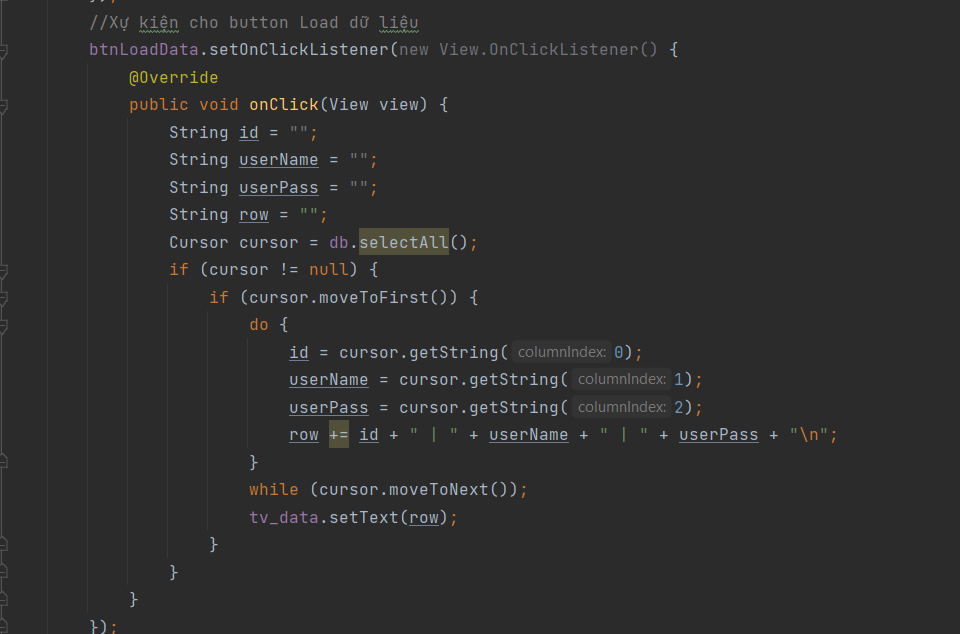 });
//Xự kiện cho button Load dữ liệu
btnLoadData.setOnClickListener(new View.OnClickListener() {
@Override
public void onClick(View view) {
String id = "";
String userName = "";
String userPass = "";
String row = "";
Cursor cursor = db.selectAll();
if (cursor != null) {
if (cursor.moveToFirst()) {
do {
id = cursor.getString( columnIndex: 0);
userName = cursor.getString( columnIndex: 1);
userPass = cursor.getString( columnIndex: 2);
row += id + " | " + userName + " | " + userPass + "\n";
}
while (cursor.moveToNext());
tv_data.setText(row);
}
}
}
});